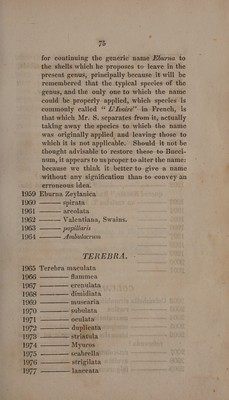 75
for continuing the generic name Eburna to
the shells which he proposes to leave in the
present genus, principally because it will be
remembered that the typical species of the
genus, and the only one to which the name
could be properly applied, which species is
commonly called " L'Ivoire" in French, is
that which Mr. S. separates from it, actually
taking away the species to which the name
was originally applied and leaving those to
which it is not applicable. Should it not be
thought advisable to restore these to Bucci-
num, it appears to us proper to alter the name:
because we think it better to give a name
without any signification than to convey an
erroneous idea.
1959 Eburna Zeylanica
1960 ——— spirata
1961 ——— areolata
1962 ——— Valentiana, Swains.
1963 ——— papillaris
1964 ——— Ambulacrum
TEREBRA.
1965 Terebra maculata
1966 ——— flammea
1967 ——— crenulata
1968 ——— dimidiata
1969 ——— muscaria
1970 ——— subulata
1971 ——— oculata
1972 ——— duplicata
1973 ——— striatula
1974 ——— Myuros
1975 ——— scabrella
1976 ——— strigilata
1977 ——— lanceata